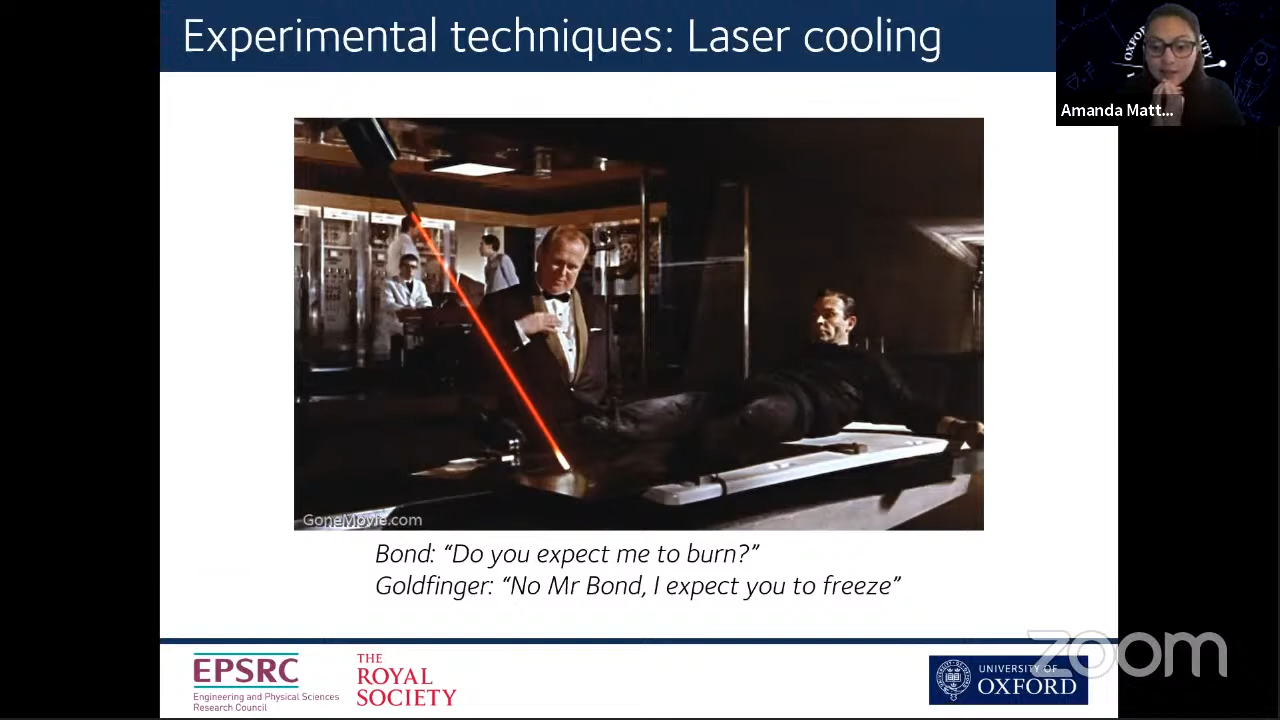 Experimental techniques: Laser cooling
Amanda Matt...
GoneMovie.com
Bond: “Do you expect me to burn?”
Goldfinger: “No Mr Bond, I expect you to freeze”
EPSRC
Engineering and Physical Sciences
Research Council
THE
ROYAL
SOCIETY
UNIVERSITY OF
OXFORD
zoom